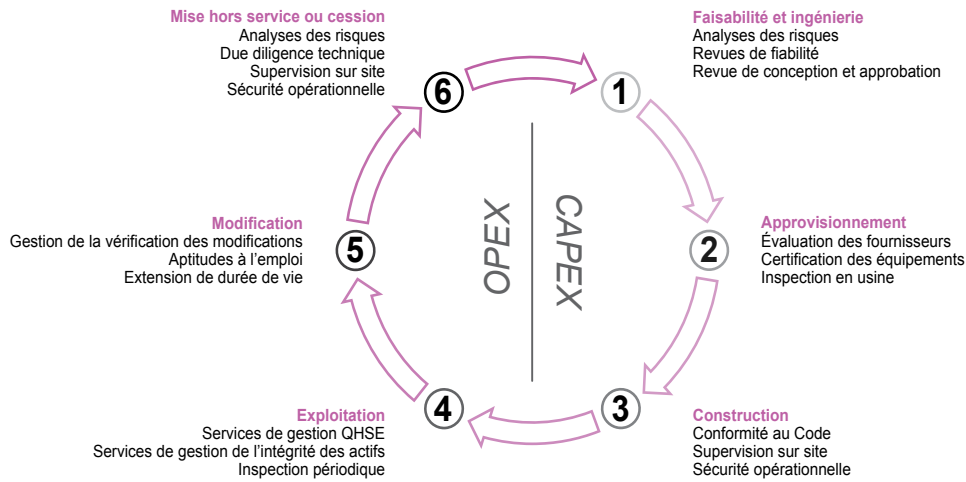 Faisabilité et ingénierie
Analyses des risques
Revues de fiabilité
Revue de conception et approbation
1
Approvisionnement
Évaluation des fournisseurs
Certification des équipements
Inspection en usine
2
Construction
Conformité au Code
Supervision sur site
Sécurité opérationnelle
3
Exploitation
Services de gestion QHSE
Services de gestion de l'intégrité des actifs
Inspection périodique
4
Modification
Gestion de la vérification des modifications
Aptitudes à l'emploi
Extension de durée de vie
5
Mise hors service ou cession
Analyses des risques
Due diligence technique
Supervision sur site
Sécurité opérationnelle
6
OPEX
CAPEX